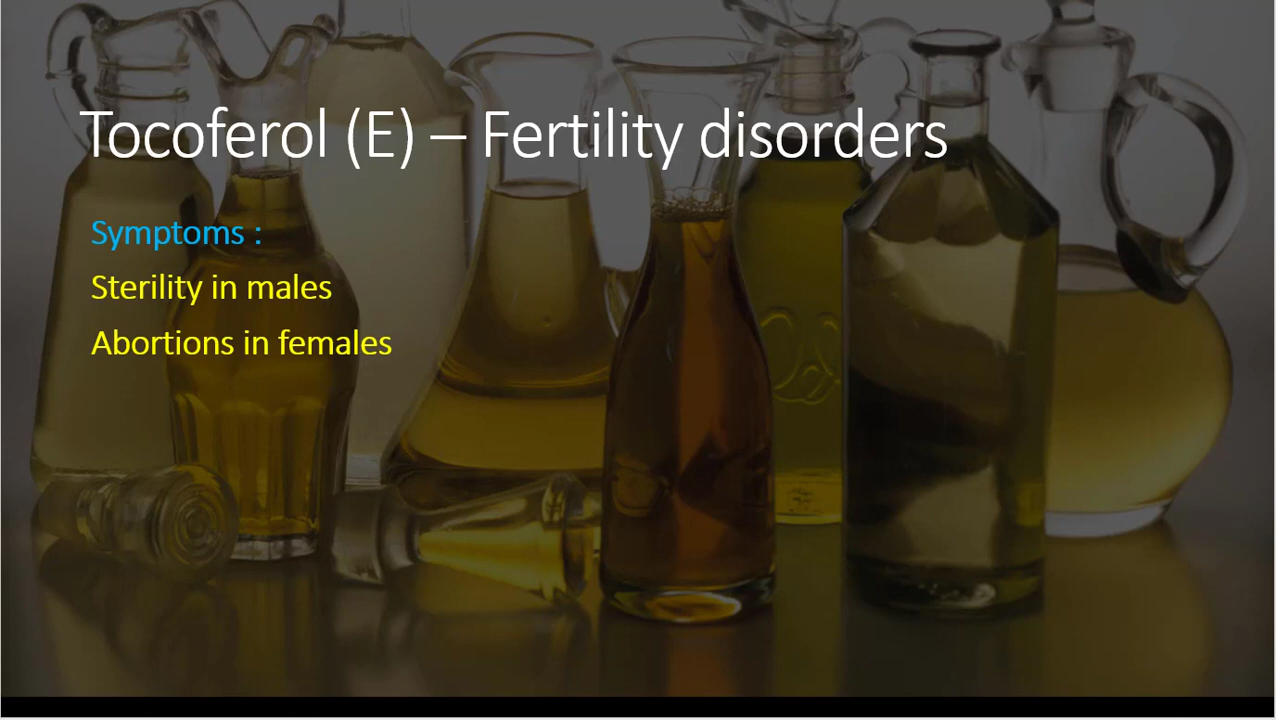 Tocoferol (E) – Fertility disorders
Symptoms :
Sterility in males
Abortions in females